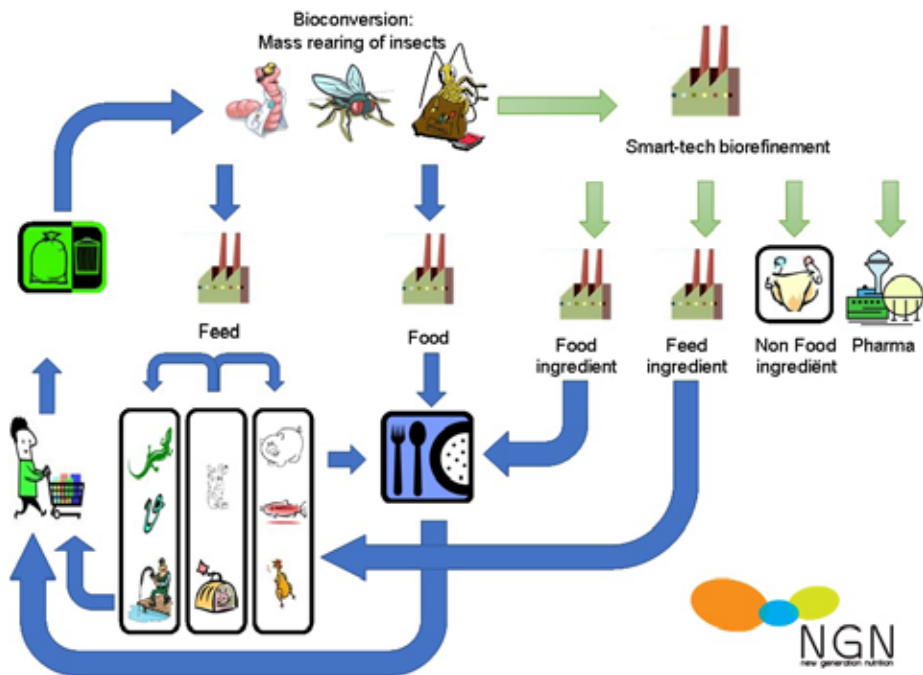 Bioconversion:
Mass rearing of insects
Smart-tech biorefinement
Feed
Food
Food
ingredient
Feed
ingredient
Non Food
ingrediënt
Pharma
NGN
new generation nutrition